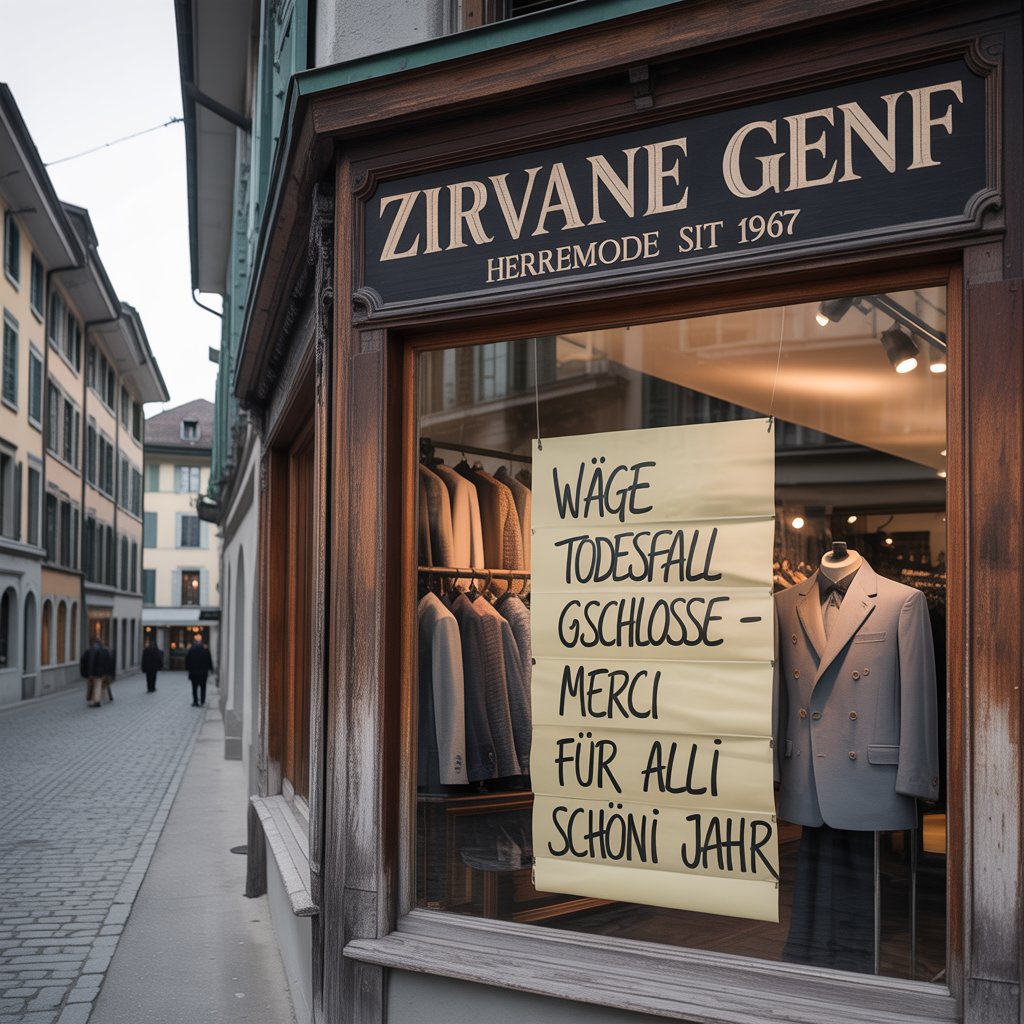 ZIRVANE GENF
HERREMODE SIT 1967
WÄGE
TODESFALL
GSCHLOSSE -
MERCI
FÜR ALLI
SCHÖNI JAHR